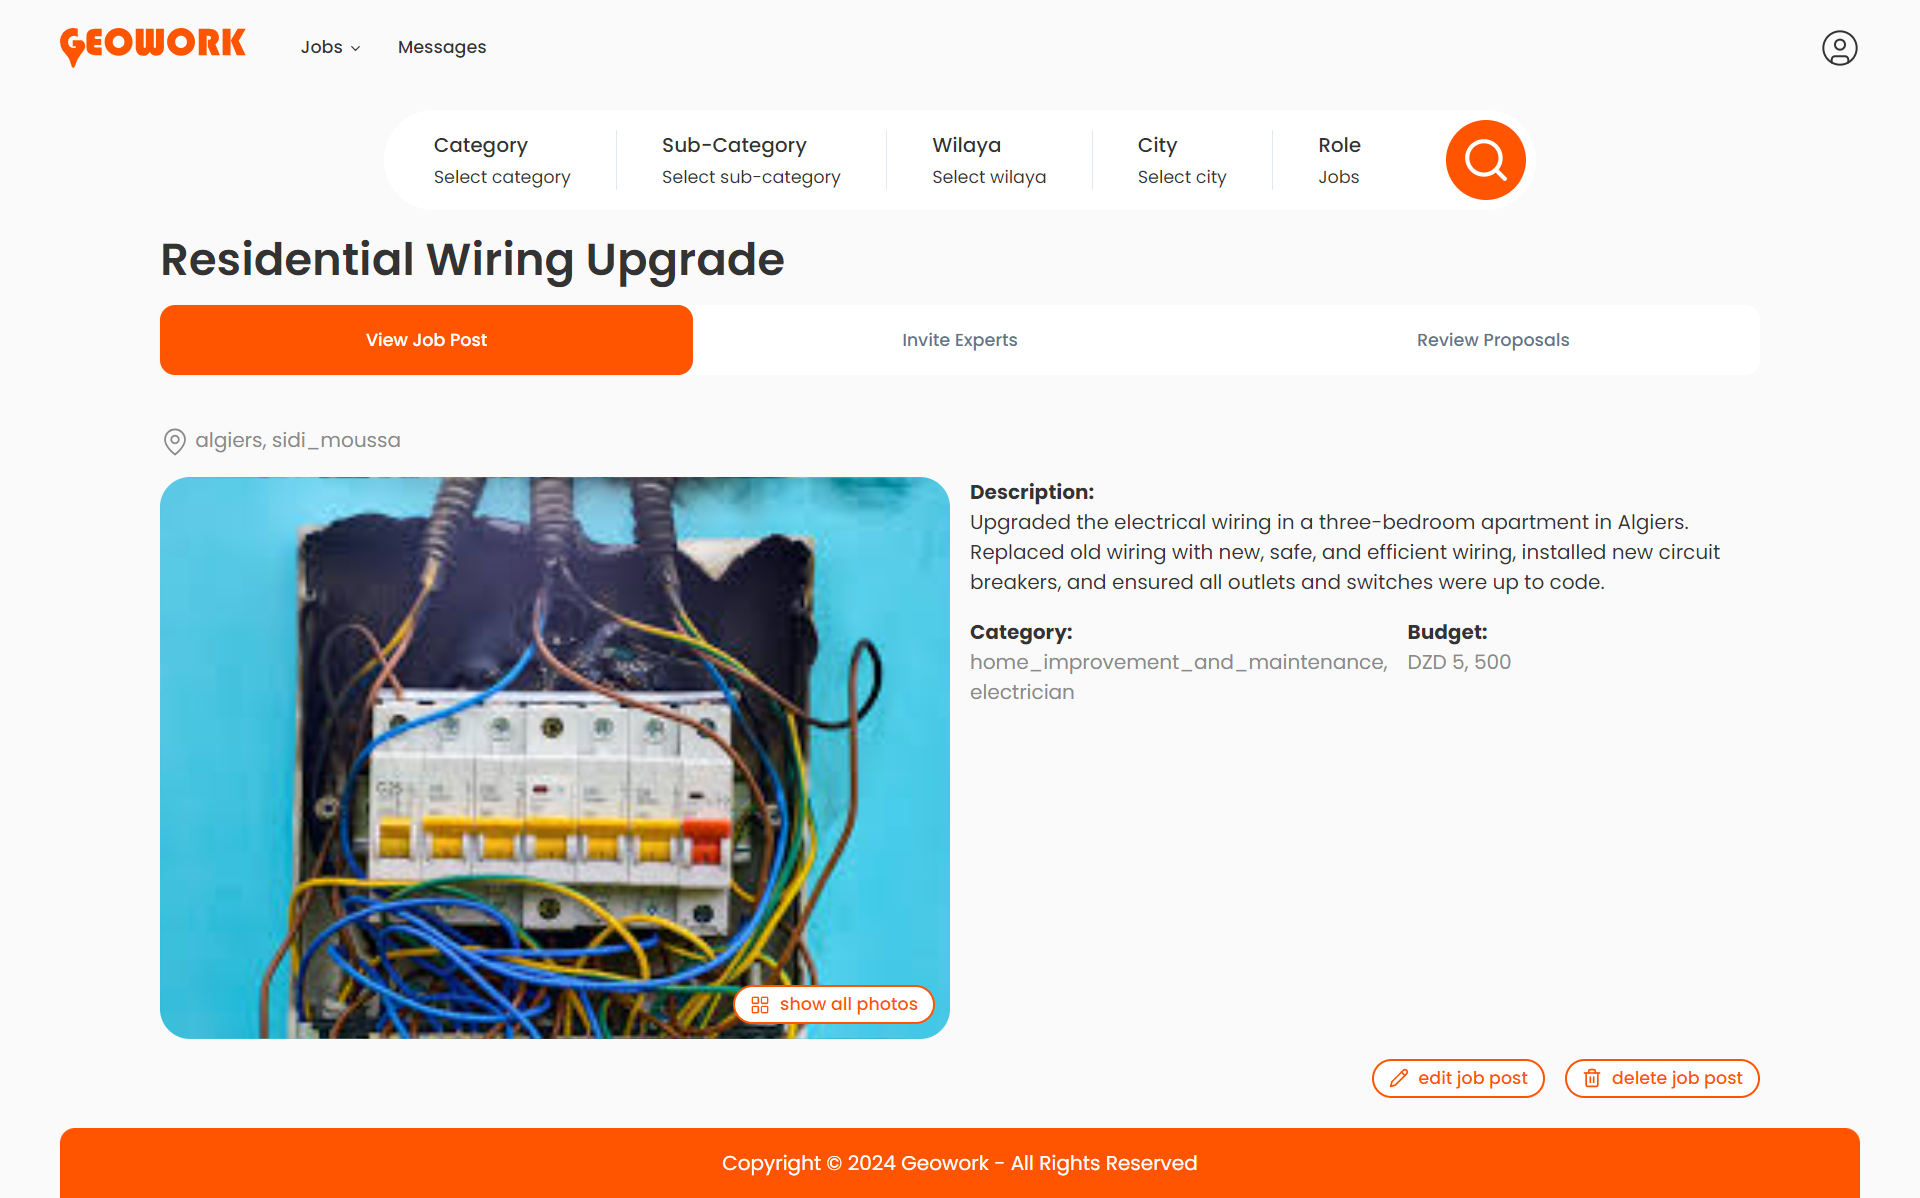 GEOWORK
Jobs
Messages
Category
Select category
Sub-Category
Select sub-category
Wilaya
Select wilaya
City
Select city
Role
Jobs
Residential Wiring Upgrade
View Job Post
Invite Experts
Review Proposals
algiers, sidi_moussa
Description:
Upgraded the electrical wiring in a three-bedroom apartment in Algiers.
Replaced old wiring with new, safe, and efficient wiring, installed new circuit
breakers, and ensured all outlets and switches were up to code.
Category:
home_improvement_and_maintenance,
electrician
Budget:
DZD 5, 500
show all photos
edit job post
delete job post
Copyright © 2024 Geowork - All Rights Reserved